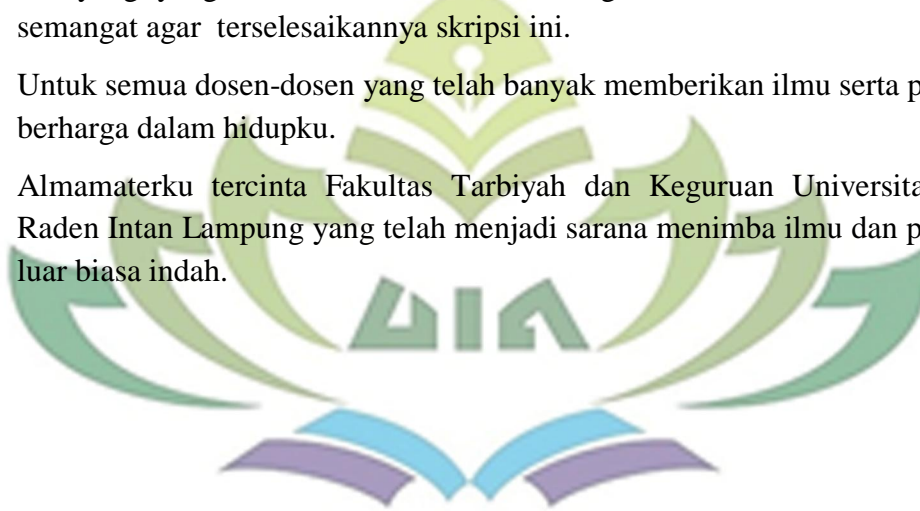 semangat agar terselesaikannya skripsi ini.
Untuk semua dosen-dosen yang telah banyak memberikan ilmu serta p
berharga dalam hidupku.
Almamaterku tercinta Fakultas Tarbiyah dan Keguruan Universita
Raden Intan Lampung yang telah menjadi sarana menimba ilmu dan p
luar biasa indah.
UIN